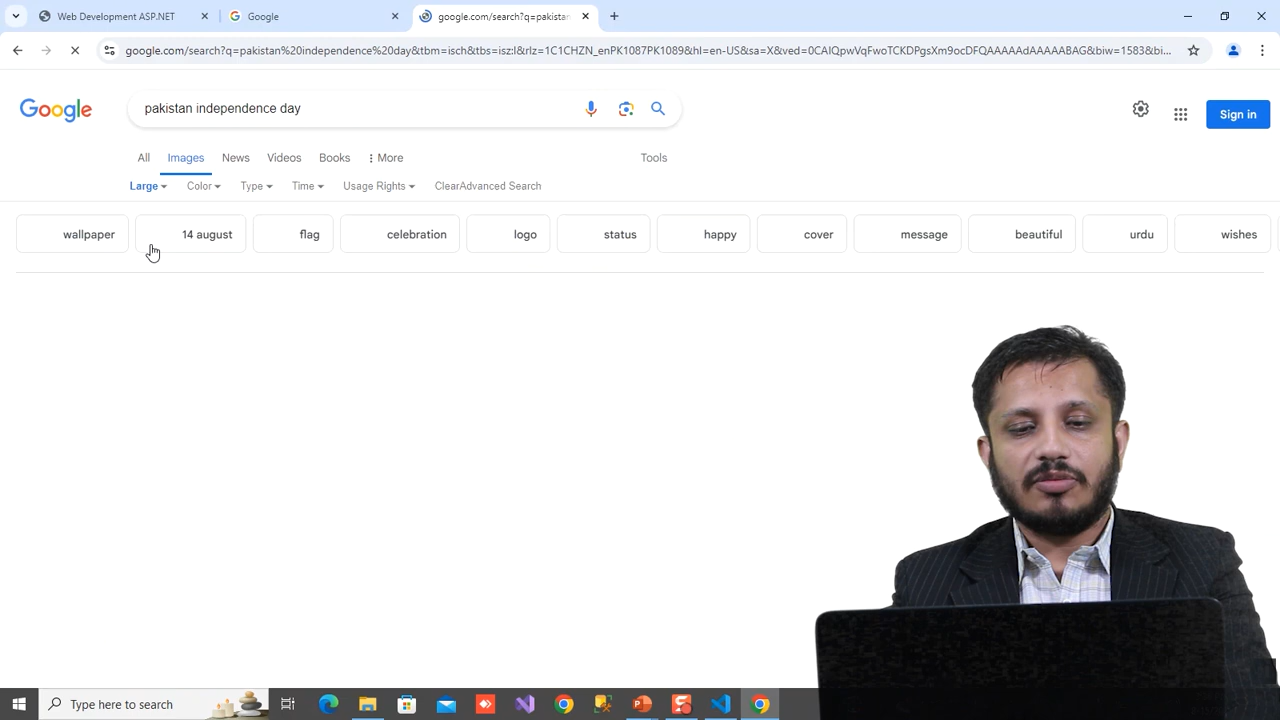 Web Development ASP.NET
Google
google.com/search?q=pakistan
google.com/search?q=pakistan%20independence%20day&tbm=isch&tbs=isz:l&rlz=1C1CHZN_enPK1087PK1089&hl=en-US&sa=X&ved=0CAIQpwVqFwoTCKDPgsXm9ocDFQAAAAAdAAAAABAG&biw=1583&bi...
Google
pakistan independence day
Sign in
All Images News Videos Books More Tools
Large Color Type Time Usage Rights Clear Advanced Search
wallpaper 14 august flag celebration logo status happy cover message beautiful urdu wishes
Type here to search